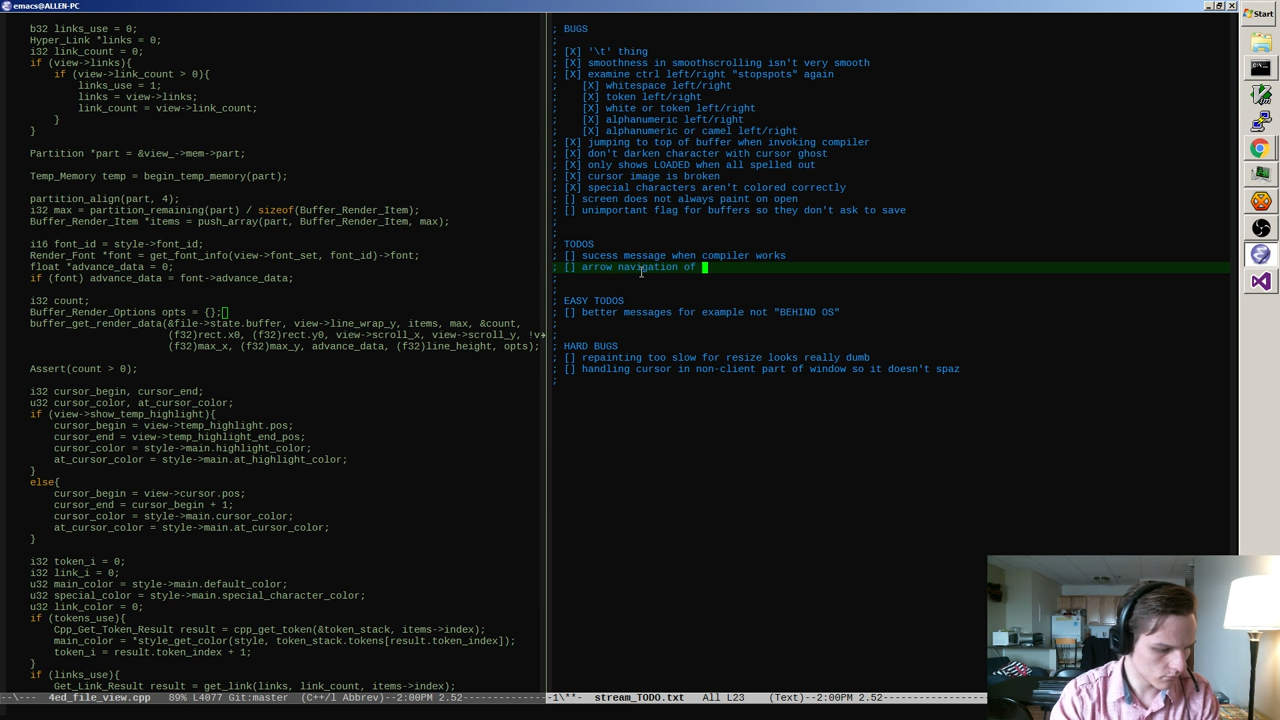 emacs@ALLEN-PC
b32 links_use = 0;
Hyper_Link *links = 0;
i32 link_count = 0;
if (view->links){
if (view->link_count > 0){
links_use = 1;
links = view->links;
link_count = view->link_count;
}
}
Partition *part = &view_->mem->part;
Temp_Memory temp = begin_temp_memory(part);
partition_align(part, 4);
i32 max = partition_remaining(part) / sizeof(Buffer_Render_Item);
Buffer_Render_Item *items = push_array(part, Buffer_Render_Item, max);
i16 font_id = style->font_id;
Render_Font *font = get_font_info(view->font_set, font_id)->font;
float *advance_data = 0;
if (font) advance_data = font->advance_data;
i32 count;
Buffer_Render_Options opts = {};
buffer_get_render_data(&file->state.buffer, view->line_wrap_y, items, max, &count,
(f32)rect.x0, (f32)rect.y0, view->scroll_x, view->scroll_y, !v
(f32)max_x, (f32)max_y, advance_data, (f32)line_height, opts);
Assert(count > 0);
i32 cursor_begin, cursor_end;
u32 cursor_color, at_cursor_color;
if (view->show_temp_highlight){
cursor_begin = view->temp_highlight.pos;
cursor_end = view->temp_highlight_end_pos;
cursor_color = style->main.highlight_color;
at_cursor_color = style->main.at_highlight_color;
}
else{
cursor_begin = view->cursor.pos;
cursor_end = cursor_begin + 1;
cursor_color = style->main.cursor_color;
at_cursor_color = style->main.at_cursor_color;
}
i32 token_i = 0;
i32 link_i = 0;
u32 main_color = style->main.default_color;
u32 special_color = style->main.special_character_color;
u32 link_color = 0;
if (tokens_use){
Cpp_Get_Token_Result result = cpp_get_token(&token_stack, items->index);
main_color = *style_get_color(style, token_stack.tokens[result.token_index]);
token_i = result.token_index + 1;
}
if (links_use){
Get_Link_Result result = get_link(links, link_count, items->index);
--\--- 4ed_file_view.cpp 89% L4077 Git:master (C++/l Abbrev)--2:00PM 2.52--------------
; BUGS
;
; [X] '\t' thing
; [X] smoothness in smoothscrolling isn't very smooth
; [X] examine ctrl left/right "stopspots" again
; [X] whitespace left/right
; [X] token left/right
; [X] white or token left/right
; [X] alphanumeric left/right
; [X] alphanumeric or camel left/right
; [X] jumping to top of buffer when invoking compiler
; [X] don't darken character with cursor ghost
; [X] only shows LOADED when all spelled out
; [X] cursor image is broken
; [X] special characters aren't colored correctly
; [] screen does not always paint on open
; [] unimportant flag for buffers so they don't ask to save
;
;
; TODOS
; [] sucess message when compiler works
; [] arrow navigation of
;
;
; EASY TODOS
; [] better messages for example not "BEHIND OS"
;
;
; HARD BUGS
; [] repainting too slow for resize looks really dumb
; [] handling cursor in non-client part of window so it doesn't spaz
;
-1\**- stream_TODO.txt All L23 (Text)--2:00PM 2.52--------------
Start